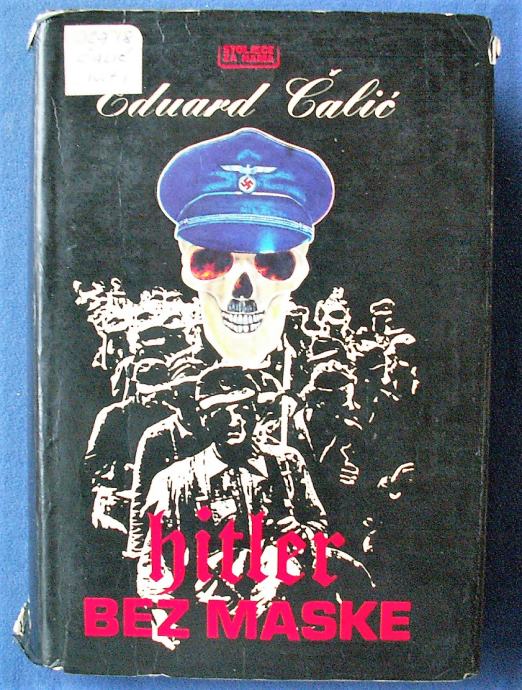 STOLJEĆE
ZA NAMA
Eduard Čalić
hitler
BEZ MASKE